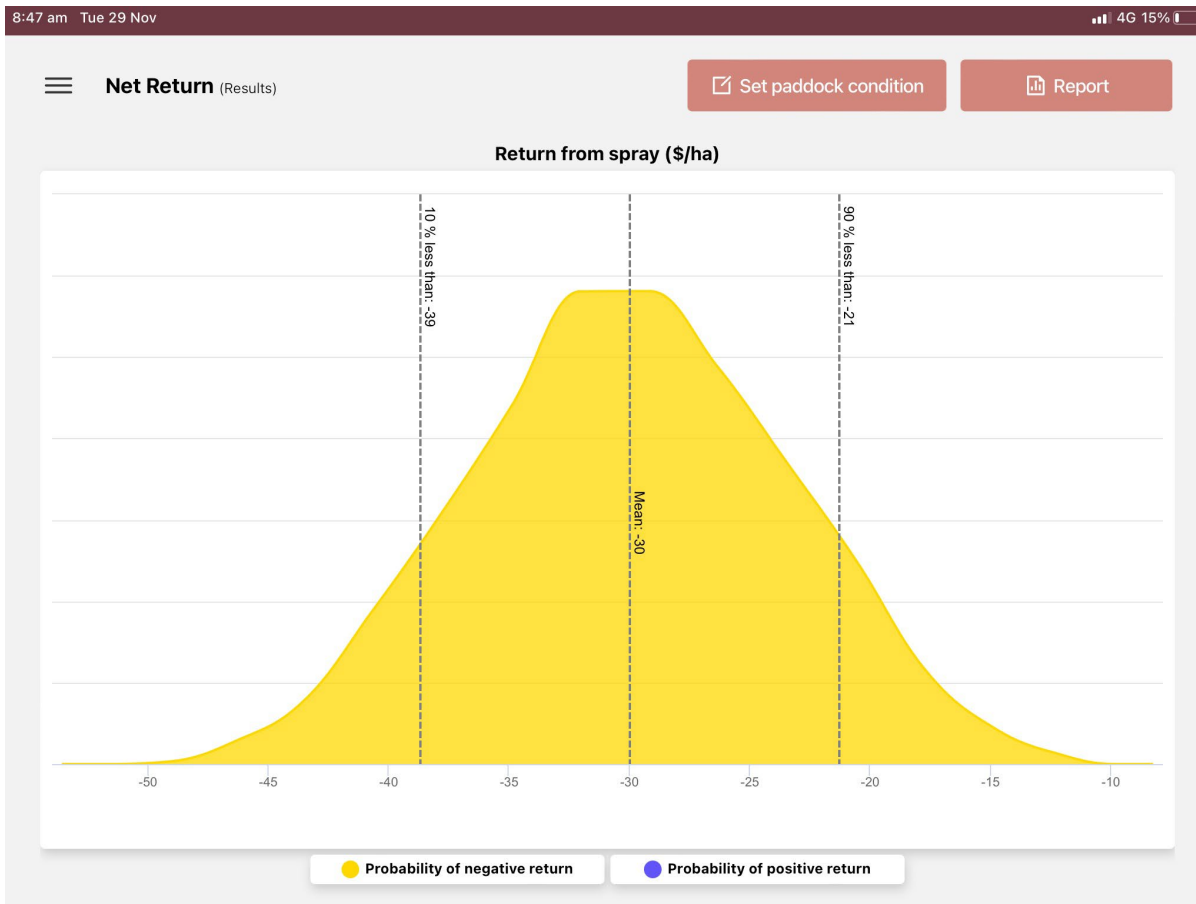 8:47 am Tue 29 Nov
4G 15%
Net Return (Results)
Set paddock condition
Report
Return from spray ($/ha)
10 % less than: -39
Mean: -30
90 % less than: -21
-50
-45
-40
-35
-30
-25
-20
-15
-10
Probability of negative return
Probability of positive return